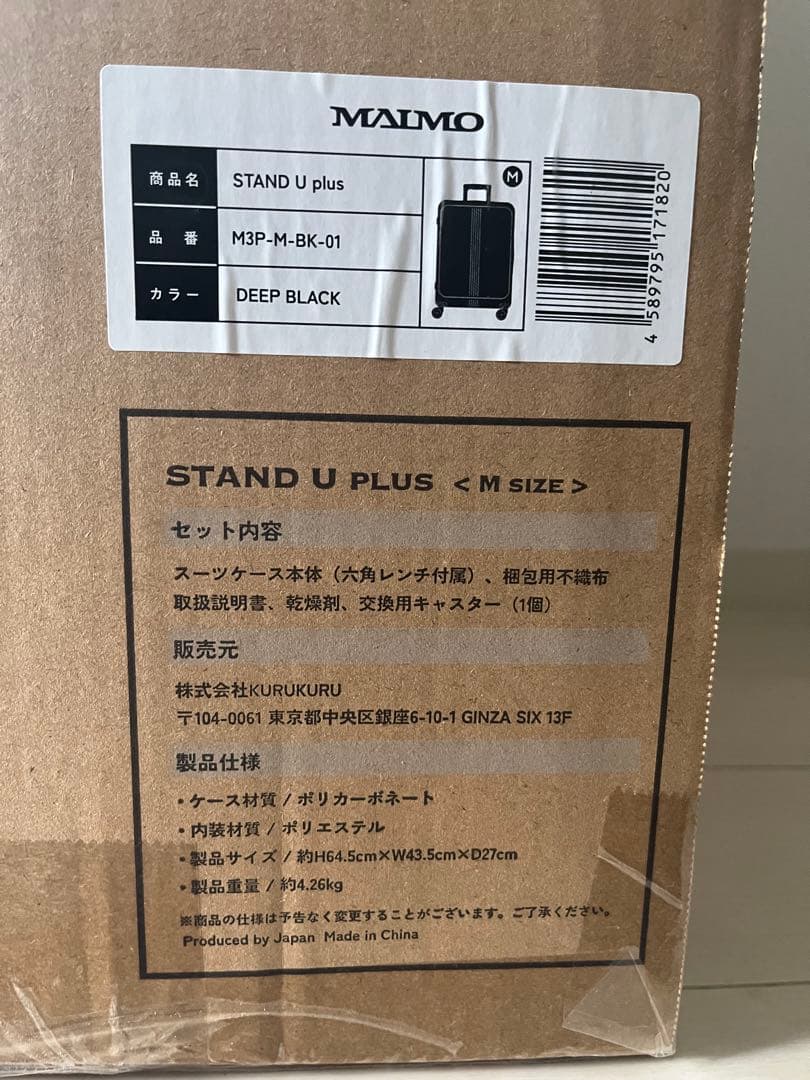 MAIMO
商品名 STAND U plus
品 番 M3P-M-BK-01
カラー DEEP BLACK
M
4 589795 171820
STAND U PLUS < M SIZE >
セット内容
スーツケース本体（六角レンチ付属）、梱包用不織布
取扱説明書、乾燥剤、交換用キャスター（1個）
販売元
株式会社KURUKURU
〒104-0061 東京都中央区銀座6-10-1 GINZA SIX 13F
製品仕様
・ケース材質 / ポリカーボネート
・内装材質 / ポリエステル
・製品サイズ / 約H64.5cm×W43.5cm×D27cm
・製品重量 / 約4.26kg
※商品の仕様は予告なく変更することがございます。ご了承ください。
Produced by Japan Made in China